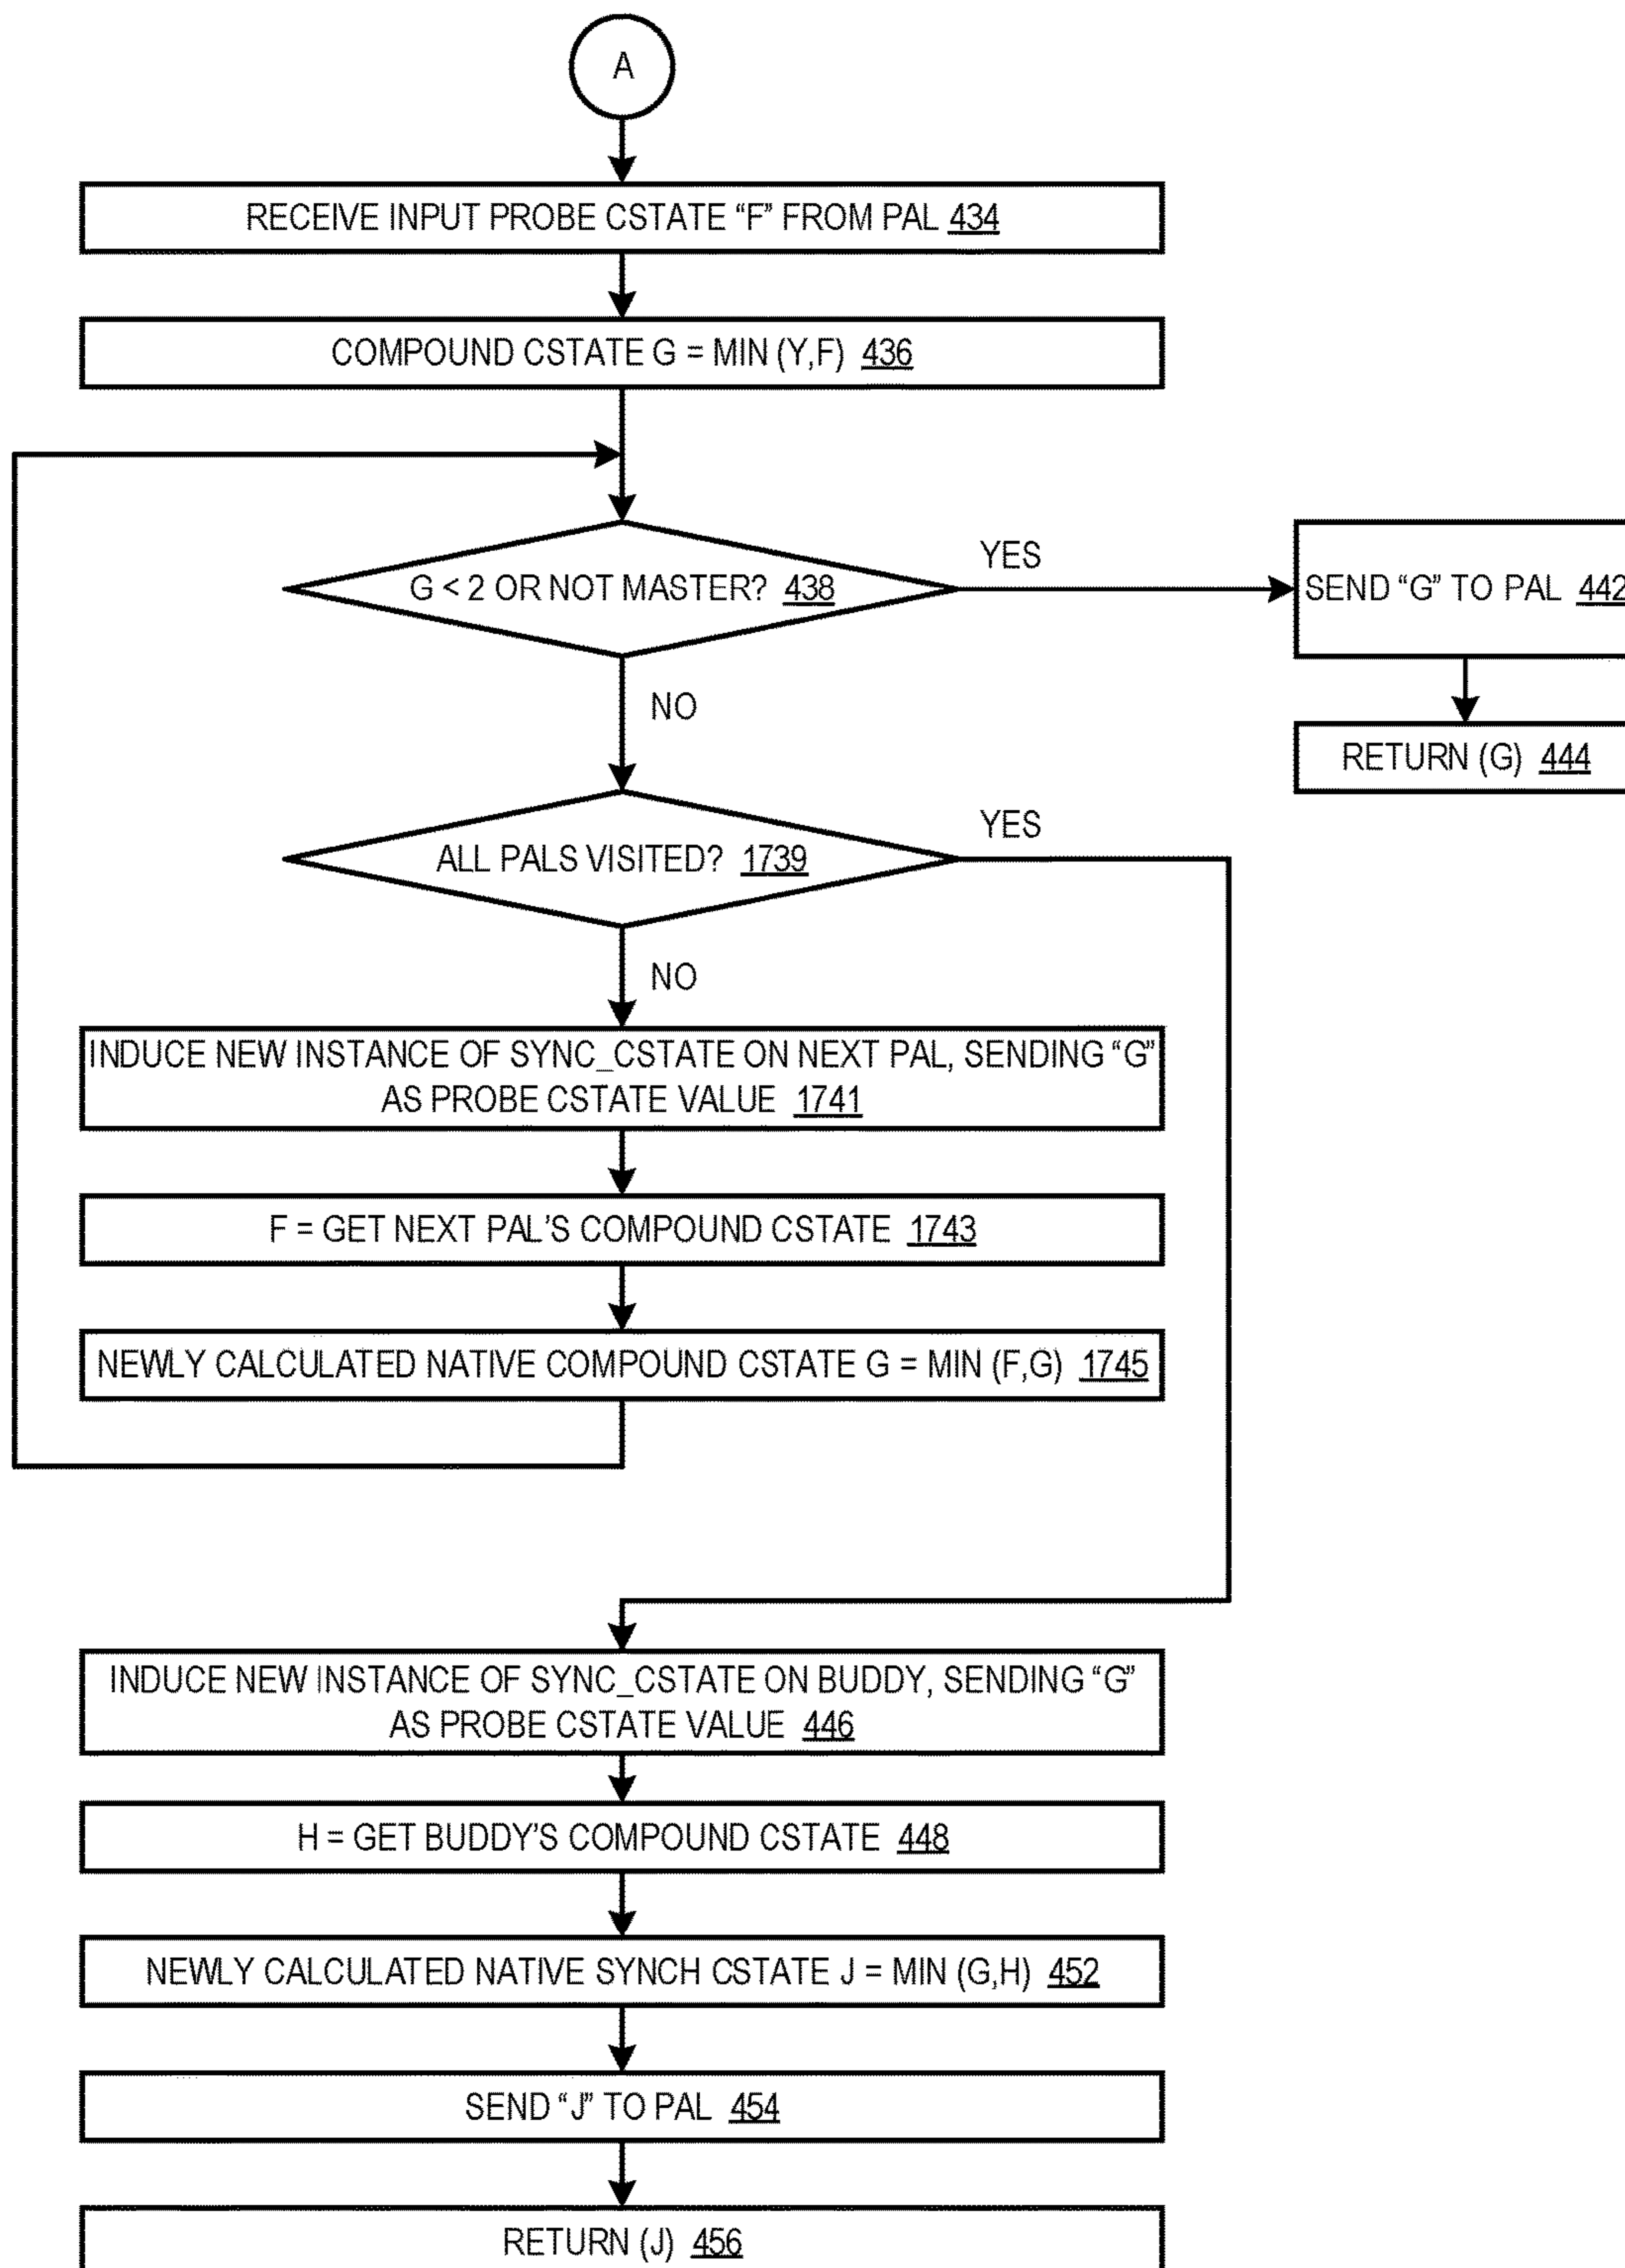 A
RECEIVE INPUT PROBE CSTATE “F” FROM PAL 434
COMPOUND CSTATE G = MIN (Y,F) 436
G < 2 OR NOT MASTER? 438
YES
SEND “G” TO PAL 442
RETURN (G) 444
NO
ALL PALS VISITED? 1739
YES
NO
INDUCE NEW INSTANCE OF SYNC_CSTATE ON NEXT PAL, SENDING “G”
AS PROBE CSTATE VALUE 1741
F = GET NEXT PAL’S COMPOUND CSTATE 1743
NEWLY CALCULATED NATIVE COMPOUND CSTATE G = MIN (F,G) 1745
INDUCE NEW INSTANCE OF SYNC_CSTATE ON BUDDY, SENDING “G”
AS PROBE CSTATE VALUE 446
H = GET BUDDY’S COMPOUND CSTATE 448
NEWLY CALCULATED NATIVE SYNCH CSTATE J = MIN (G,H) 452
SEND “J” TO PAL 454
RETURN (J) 456